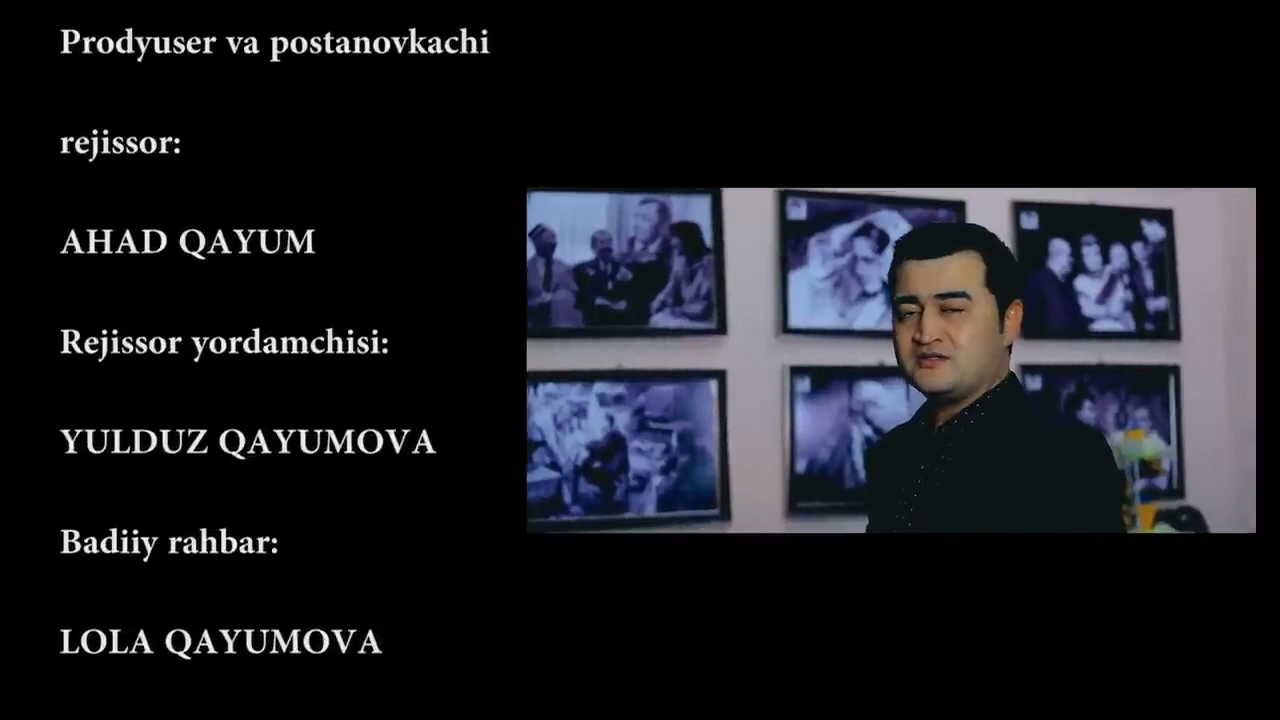 Prodyuser va postanovkachi
rejissor:
AHAD QAYUM
Rejissor yordamchisi:
YULDUZ QAYUMOVA
Badiiy rahbar:
LOLA QAYUMOVA